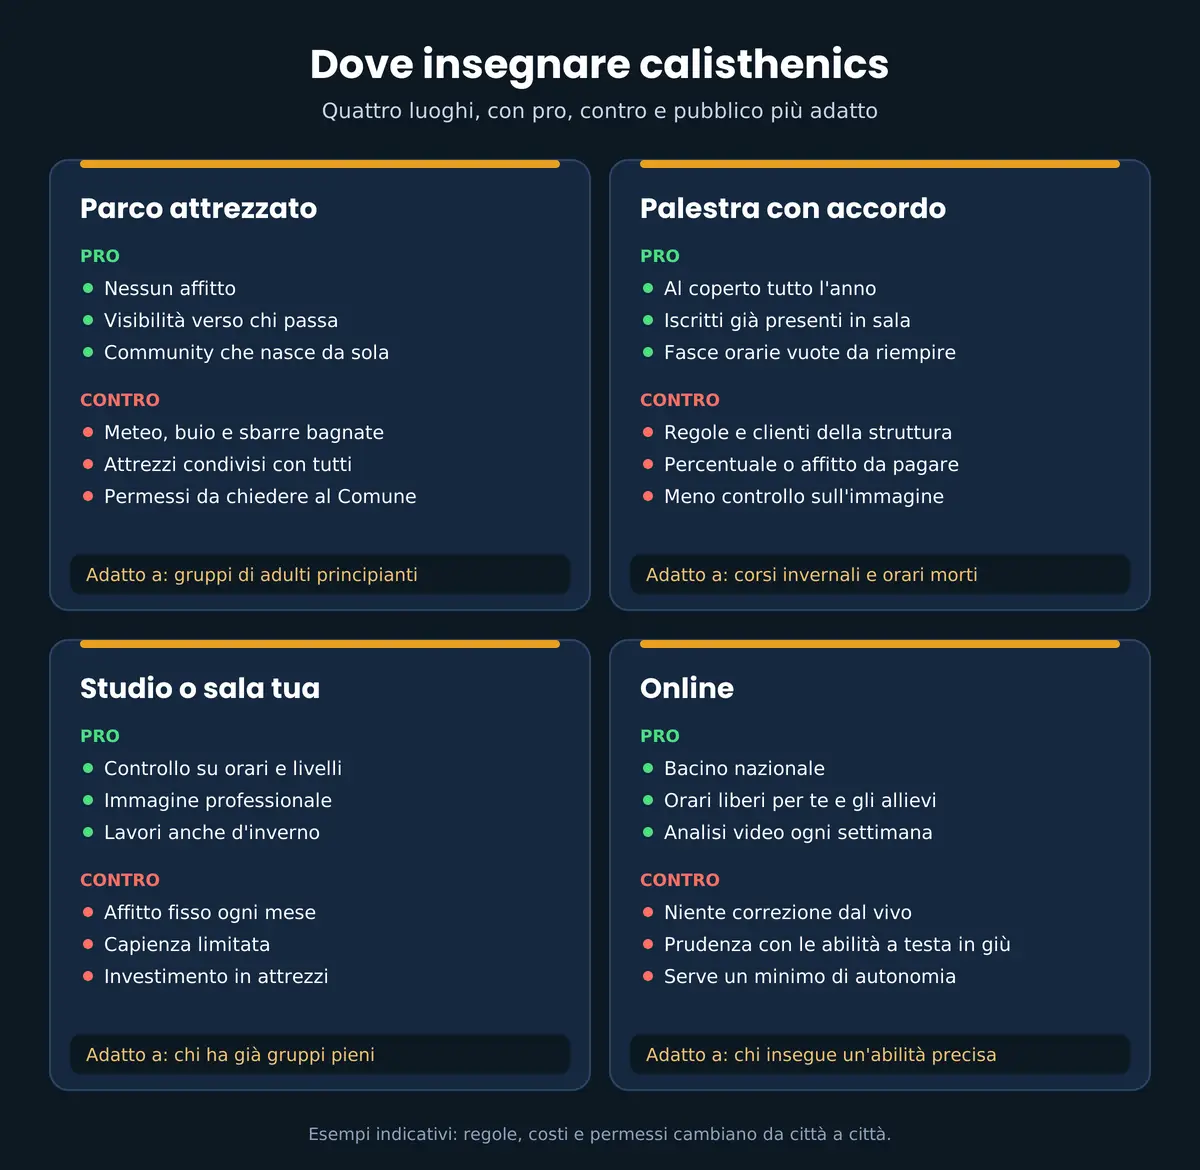 Dove insegnare calisthenics
Quattro luoghi, con pro, contro e pubblico più adatto
Parco attrezzato
PRO
Nessun affitto
Visibilità verso chi passa
Community che nasce da sola
CONTRO
Meteo, buio e sbarre bagnate
Attrezzi condivisi con tutti
Permessi da chiedere al Comune
Adatto a: gruppi di adulti principianti
Palestra con accordo
PRO
Al coperto tutto l'anno
Iscritti già presenti in sala
Fasce orarie vuote da riempire
CONTRO
Regole e clienti della struttura
Percentuale o affitto da pagare
Meno controllo sull'immagine
Adatto a: corsi invernali e orari morti
Studio o sala tua
PRO
Controllo su orari e livelli
Immagine professionale
Lavori anche d'inverno
CONTRO
Affitto fisso ogni mese
Capienza limitata
Investimento in attrezzi
Adatto a: chi ha già gruppi pieni
Online
PRO
Bacino nazionale
Orari liberi per te e gli allievi
Analisi video ogni settimana
CONTRO
Niente correzione dal vivo
Prudenza con le abilità a testa in giù
Serve un minimo di autonomia
Adatto a: chi insegue un'abilità precisa
Esempi indicativi: regole, costi e permessi cambiano da città a città.